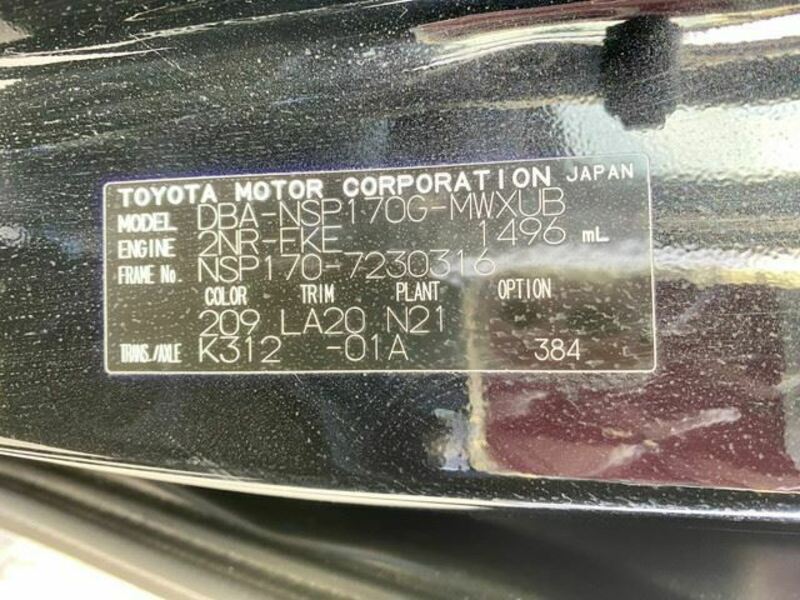 TOYOTA MOTOR CORPORATION JAPAN
MODEL DBA-NSP170G-MWXUB
ENGINE 2NR-FKE 1496 mL
FRAME No. NSP170-7230316
COLOR TRIM PLANT OPTION
209 LA20 N21
TRANS./AXLE K312 -01A 384